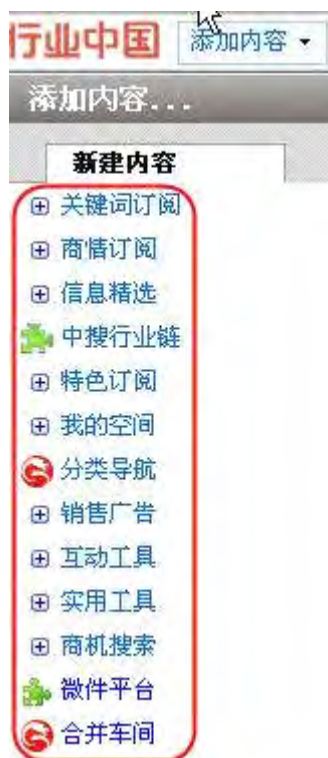 行业中国 添加内容
添加内容...
新建内容
关键词订阅
商情订阅
信息精选
中搜行业链
特色订阅
我的空间
分类导航
销售广告
互动工具
实用工具
商机搜索
微件平台
合并车间